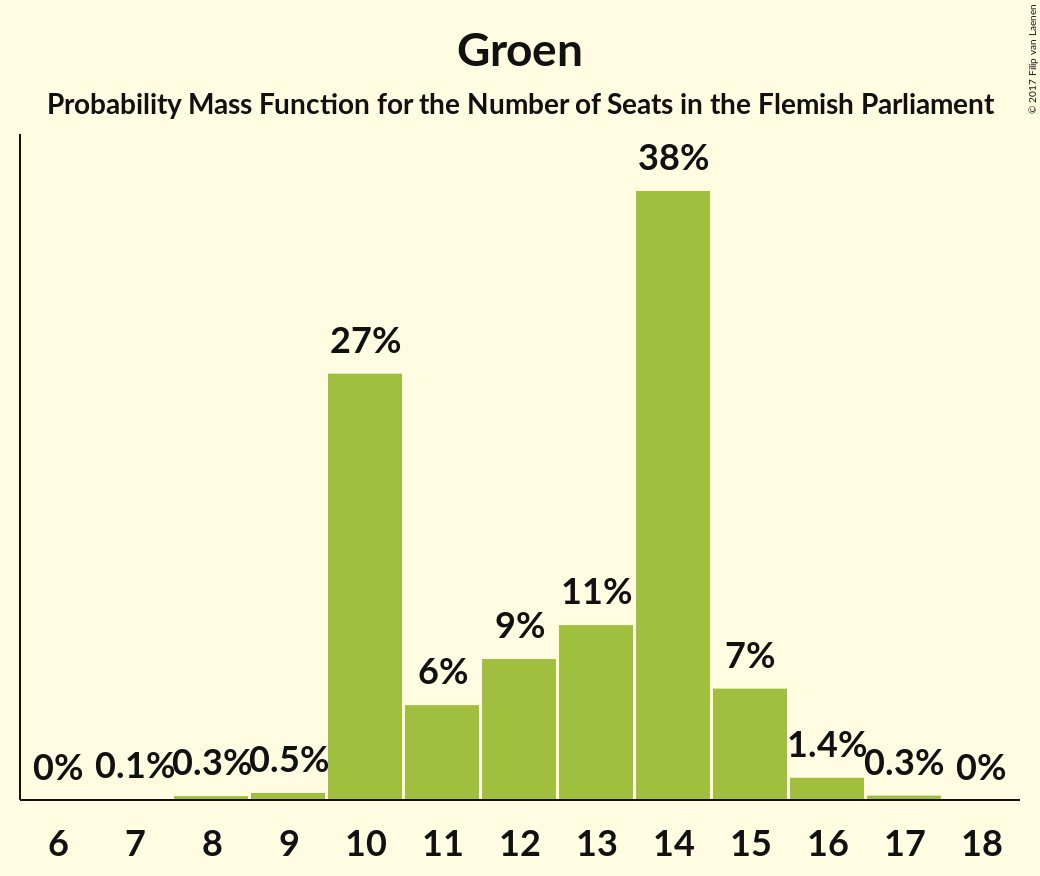 Groen
Probability Mass Function for the Number of Seats in the Flemish Parliament
© 2017 Filip van Laenen
38%
27%
11%
9%
7%
6%
1.4%
0% 0.1% 0.3% 0.5% 0.3% 0%
6 7 8 9 10 11 12 13 14 15 16 17 18